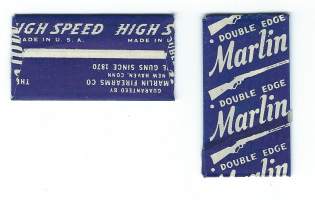 HIGH SPEED HIGH S
MADE IN U.S.A. MADE IN
THE
GUARANTEED BY
MARLIN FIREARMS CO
NEW HAVEN, CONN
E GUNS SINCE 1870
DOUBLE EDGE
Marlin
DOUBLE EDGE
Marlin
DOUBLE EDGE
Marlin